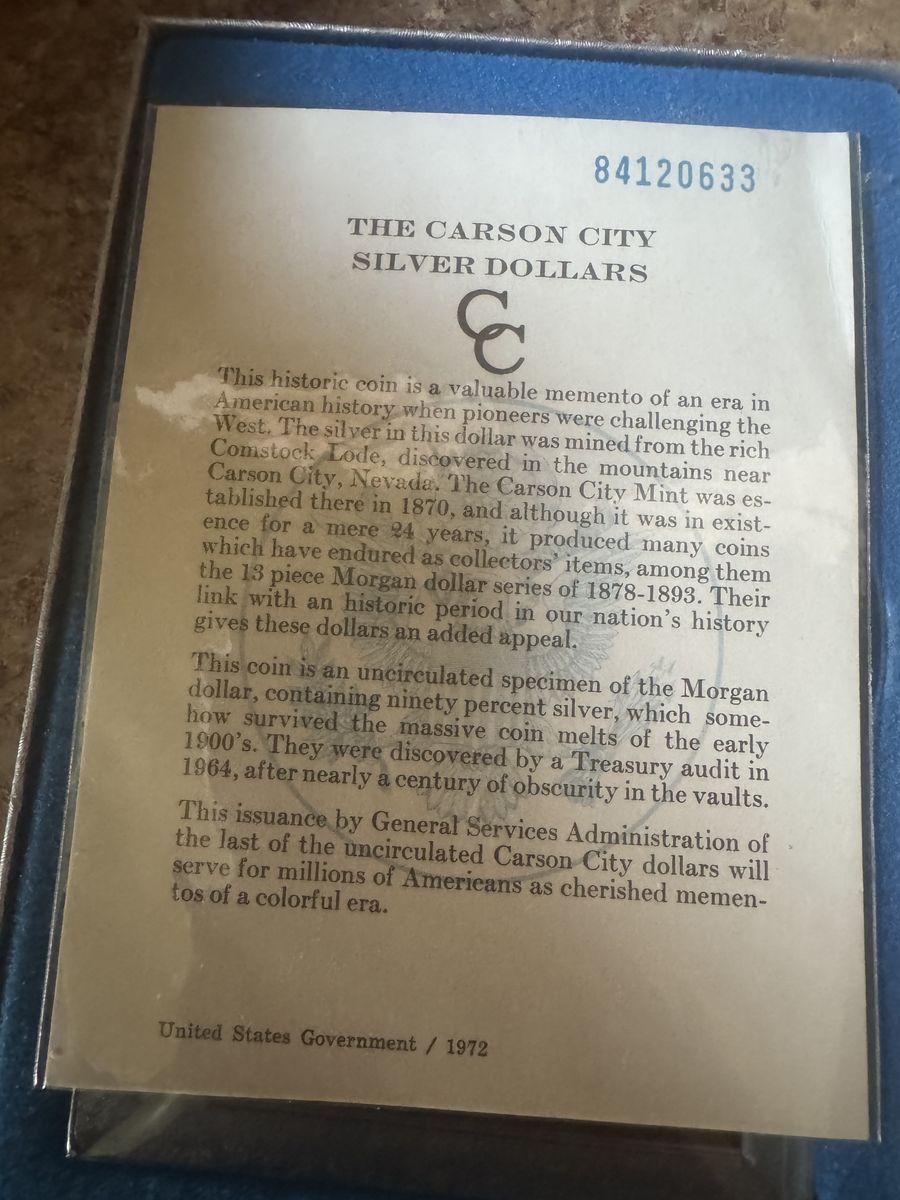 84120633
THE CARSON CITY
SILVER DOLLARS
CC
This historic coin is a valuable memento of an era in
American history when pioneers were challenging the
West. The silver in this dollar was mined from the rich
Comstock Lode, discovered in the mountains near
Carson City, Nevada. The Carson City Mint was es-
tablished there in 1870, and although it was in exist-
ence for a mere 24 years, it produced many coins
which have endured as collectors' items, among them
the 13 piece Morgan dollar series of 1878-1893. Their
link with an historic period in our nation's history
gives these dollars an added appeal.
This coin is an uncirculated specimen of the Morgan
dollar, containing ninety percent silver, which some-
how survived the massive coin melts of the early
1900's. They were discovered by a Treasury audit in
1964, after nearly a century of obscurity in the vaults.
This issuance by General Services Administration of
the last of the uncirculated Carson City dollars will
serve for millions of Americans as cherished memen-
tos of a colorful era.
United States Government / 1972